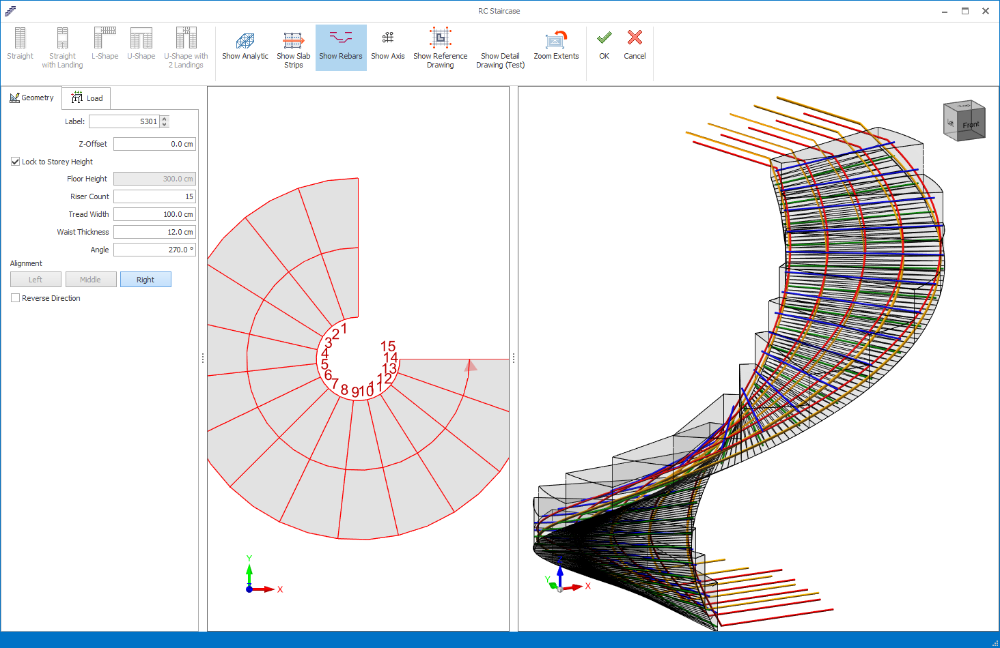 RC Staircase
Straight
Straight with Landing
L-Shape
U-Shape
U-Shape with 2 Landings
Show Analytic
Show Slab Strips
Show Rebars
Show Axis
Show Reference Drawing
Show Detail Drawing (Test)
Zoom Extents
OK
Cancel
Geometry
Load
Label: S301
Z-Offset 0.0 cm
Lock to Storey Height
Floor Height 300.0 cm
Riser Count 15
Tread Width 100.0 cm
Waist Thickness 12.0 cm
Angle 270.0 °
Alignment
Left Middle Right
Reverse Direction
1
2
3
4
5
6
7
8
9
10
11
12
13
14
15
Y
Z
X
Top
Left
Front
Z
Y
X